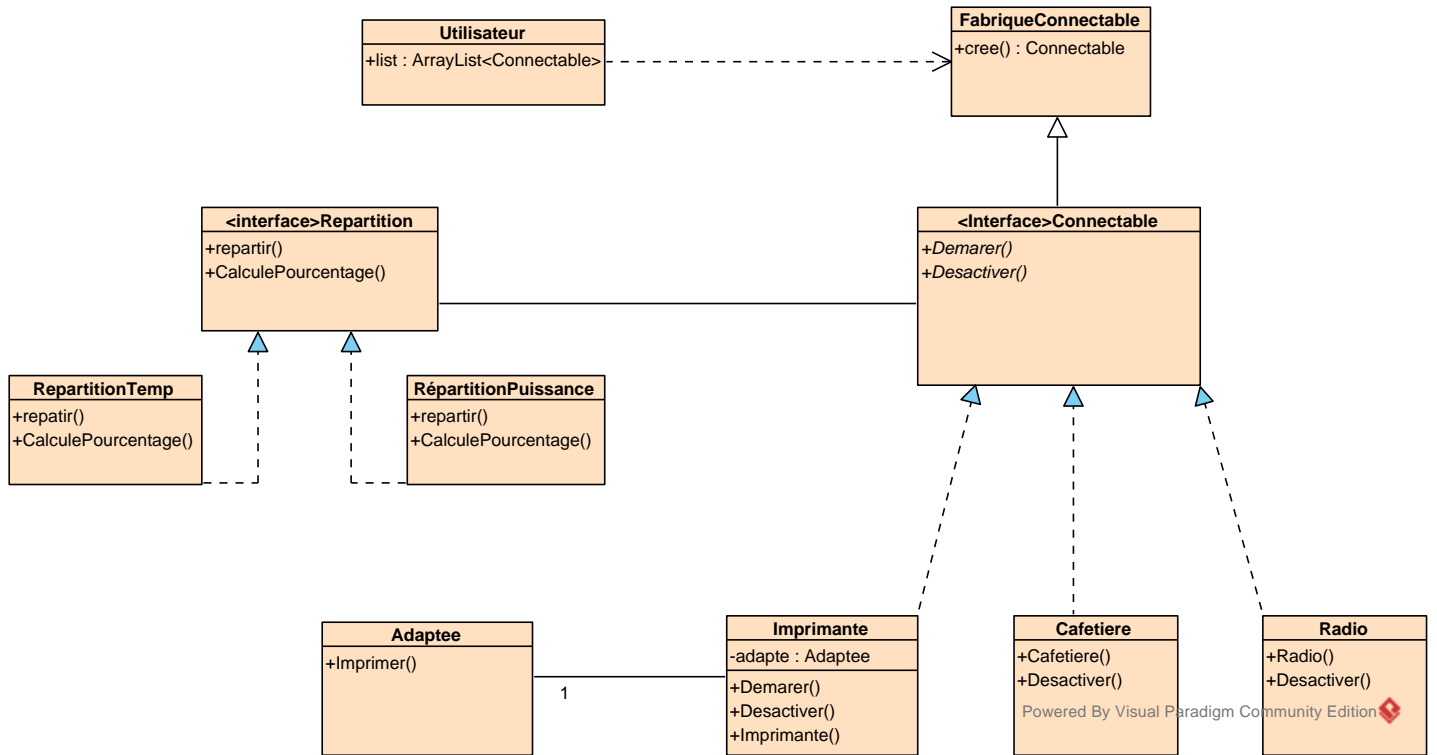 Utilisateur
+list : ArrayList<Connectable>
FabriqueConnectable
+cree() : Connectable
<interface>Repartition
+repartir()
+CalculePourcentage()
<Interface>Connectable
+Demarer()
+Desactiver()
RepartitionTemp
+repatir()
+CalculePourcentage()
RépartitionPuissance
+repartir()
+CalculePourcentage()
Adaptee
+Imprimer()
1
Imprimante
-adapte : Adaptee
+Demarer()
+Desactiver()
+Imprimante()
Cafetiere
+Cafetiere()
+Desactiver()
Radio
+Radio()
+Desactiver()
Powered By Visual Paradigm Community Edition